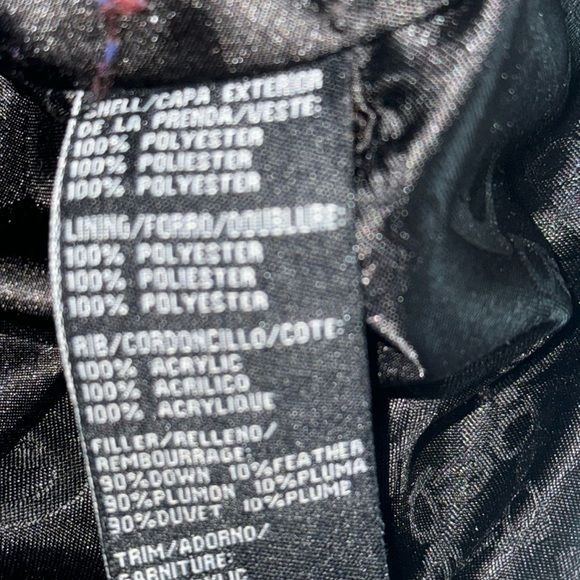 SHELL/CAPA EXTERIOR
DE LA PRENDA/VESTE:
100% POLYESTER
100% POLIESTER
100% POLYESTER
LINING/FORRO/DOUBLURE:
100% POLYESTER
100% POLIESTER
100% POLYESTER
RIB/CORDONCILLO/COTE:
100% ACRYLIC
100% ACRILICO
100% ACRYLIQUE
FILLER/RELLENO/
REMBOURRAGE:
90%DOWN 10%FEATHER
90%PLUMON 10%PLUMA
90%DUVET 10%PLUME
TRIM/ADORNO/
GARNITURE: